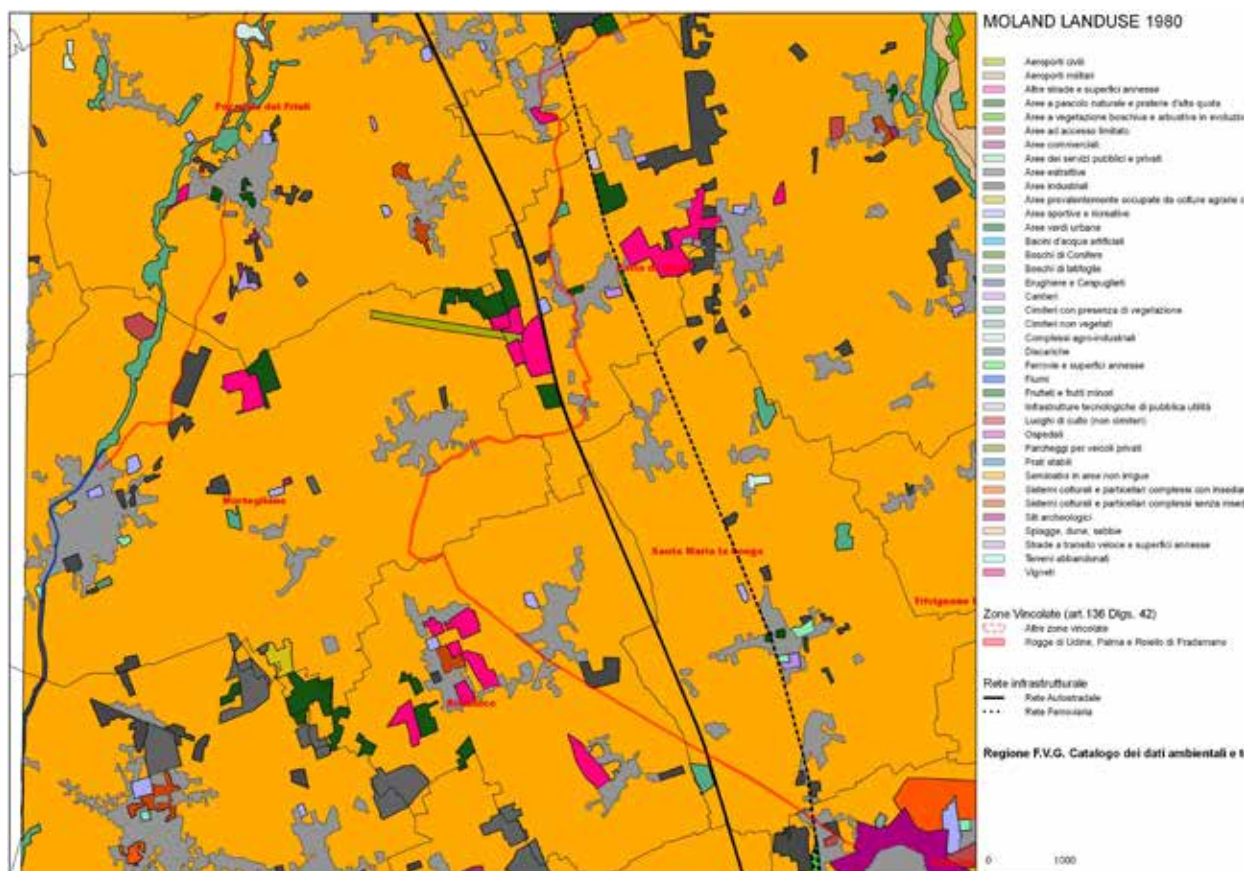 MOLAND LANDUSE 1980
Aeroporti civili
Aeroporti militari
Altre strade e superfici annesse
Aree a pascolo naturale e praterie d'alta quota
Aree a vegetazione boschiva e arbustiva in evoluzio
Aree ad accesso limitato
Aree commerciali
Aree dei servizi pubblici e privati
Aree estrattive
Aree industriali
Aree prevalentemente occupate da colture agrarie c
Aree sportive e ricreative
Aree verdi urbane
Bacini d'acqua artificiali
Boschi di Conifere
Boschi di latifoglie
Brughiere e Cespuglieti
Cantieri
Cimiteri con presenza di vegetazione
Cimiteri non vegetati
Complessi agro-industriali
Discariche
Ferrovie e superfici annesse
Fiumi
Frutteti e frutti minori
Infrastrutture tecnologiche di pubblica utilità
Luoghi di culto (non cimiteri)
Ospedali
Parcheggi per veicoli privati
Prati stabili
Seminativi in aree non irrigue
Sistemi colturali e particellari complessi con insedia
Sistemi colturali e particellari complessi senza insed
Siti archeologici
Spiagge, dune, sabbie
Strade a transito veloce e superfici annesse
Terreni abbandonati
Vigneti
Zone Vincolate (art.136 Dlgs. 42)
Altre zone vincolate
Rogge di Udine, Palma e Roiello di Pradamano
Rete infrastrutturale
Rete Autostradale
Rete Ferroviaria
Regione F.V.G. Catalogo dei dati ambientali e t
0 1000
del Friuli
Mortegliano
Santa Maria la Longa
Trivignano